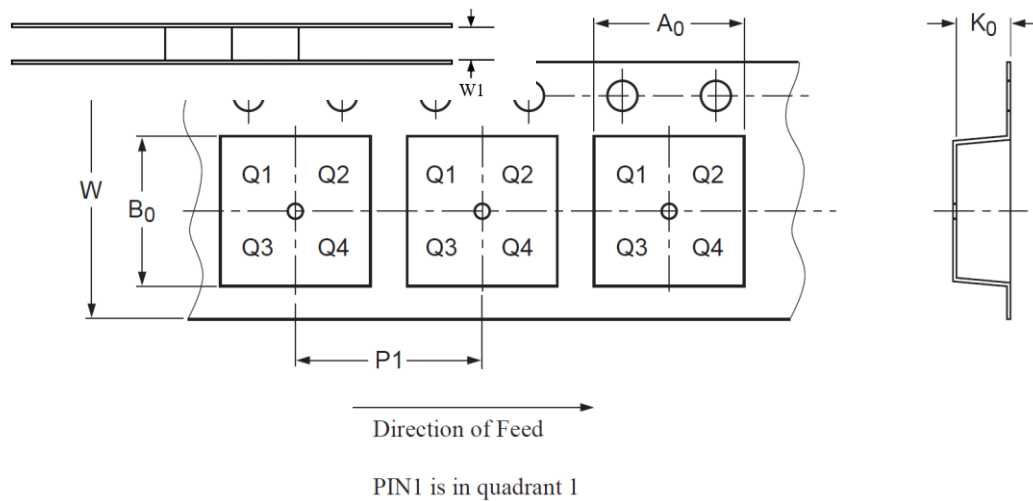 A0
K0
W1
Q1 Q2 Q1 Q2 Q1 Q2
W
B0
Q3 Q4 Q3 Q4 Q3 Q4
P1
Direction of Feed
PIN1 is in quadrant 1